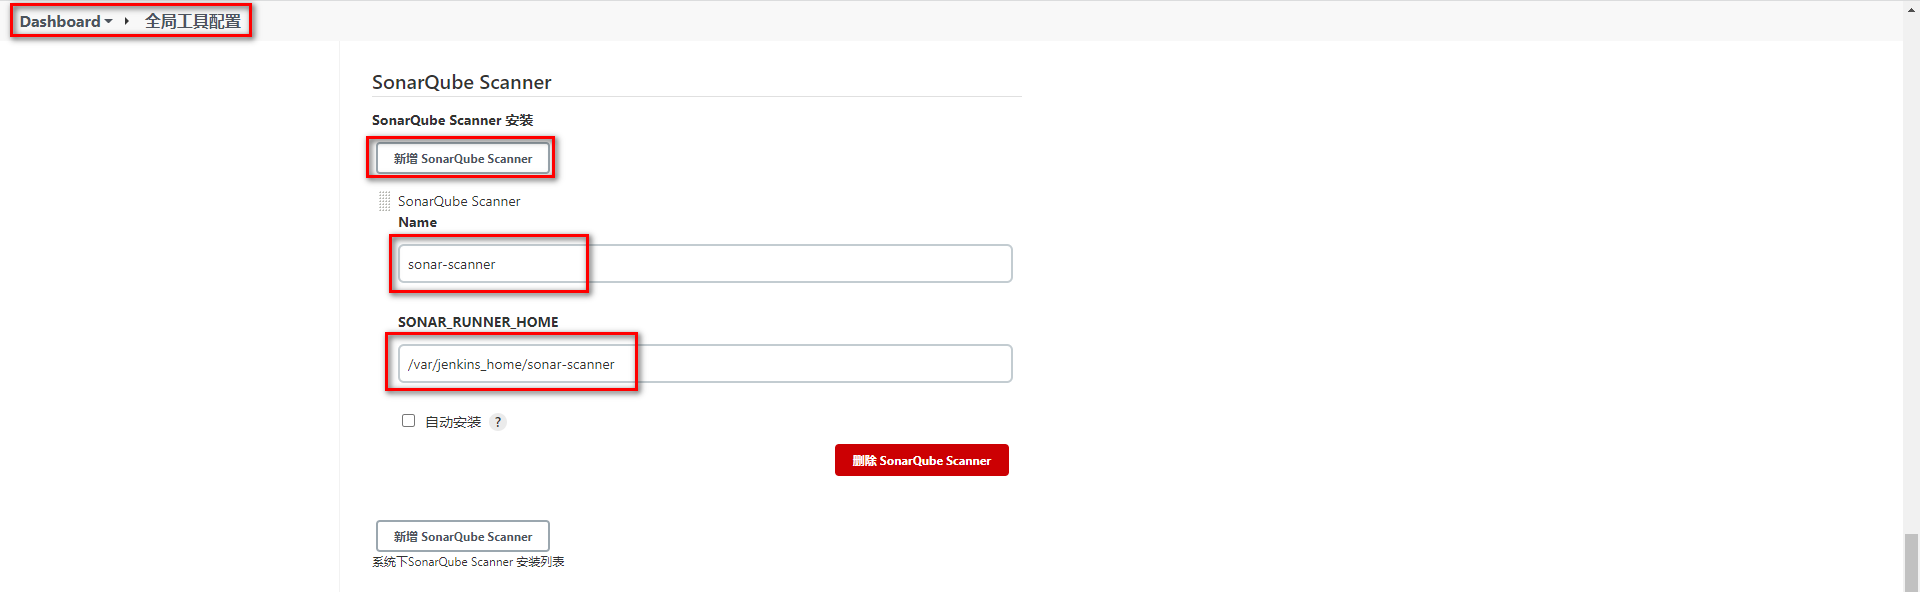 Dashboard 全局工具配置
SonarQube Scanner
SonarQube Scanner 安装
新增 SonarQube Scanner
SonarQube Scanner
Name
sonar-scanner
SONAR_RUNNER_HOME
/var/jenkins_home/sonar-scanner
自动安装 ?
删除 SonarQube Scanner
新增 SonarQube Scanner
系统下SonarQube Scanner 安装列表